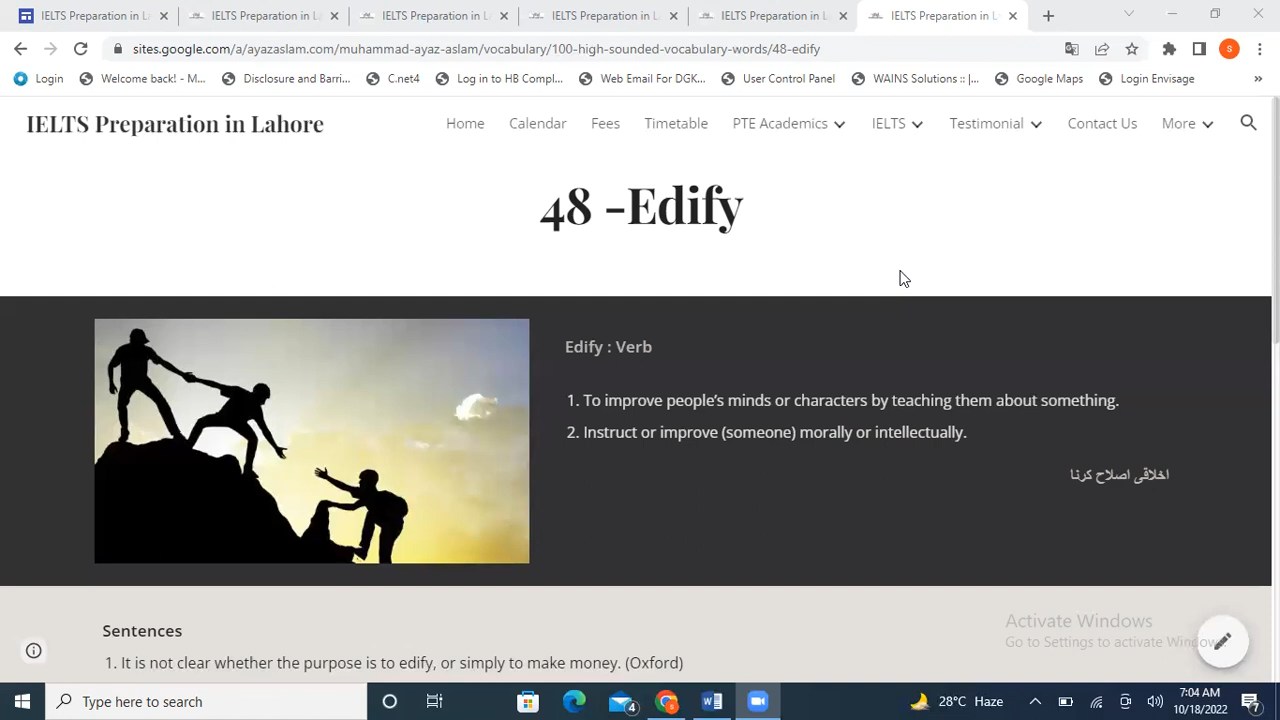 IELTS Preparation in L
IELTS Preparation in L
IELTS Preparation in L
IELTS Preparation in L
IELTS Preparation in L
IELTS Preparation in L
sites.google.com/a/ayazaslam.com/muhammad-ayaz-aslam/vocabulary/100-high-sounded-vocabulary-words/48-edify
S
Login
Welcome back! - M...
Disclosure and Barri...
C.net4
Log in to HB Compl...
Web Email For DGK...
User Control Panel
WAINS Solutions :: |...
Google Maps
Login Envisage
»
IELTS Preparation in Lahore
Home
Calendar
Fees
Timetable
PTE Academics
IELTS
Testimonial
Contact Us
More
48 -Edify
Edify : Verb
1. To improve people's minds or characters by teaching them about something.
2. Instruct or improve (someone) morally or intellectually.
اخلاقی اصلاح کرنا
Sentences
1. It is not clear whether the purpose is to edify, or simply to make money. (Oxford)
Activate Windows
Go to Settings to activate Windows.
Type here to search
4
28°C Haze
7:04 AM
10/18/2022
7